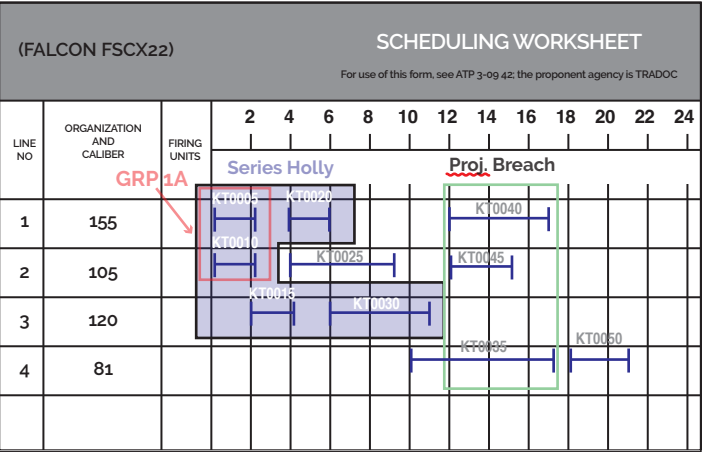 (FALCON FSCX22)
SCHEDULING WORKSHEET
For use of this form, see ATP 3-09 42; the proponent agency is TRADOC
LINE
NO
ORGANIZATION
AND
CALIBER
FIRING
UNITS
2 4 6 8 10 12 14 16 18 20 22 24
Series Holly
Proj. Breach
GRP 1A
KT0005 KT0020 KT0040
1 155
KT0010 KT0025 KT0045
2 105
KT0015 KT0030
3 120
KT0035 KT0050
4 81